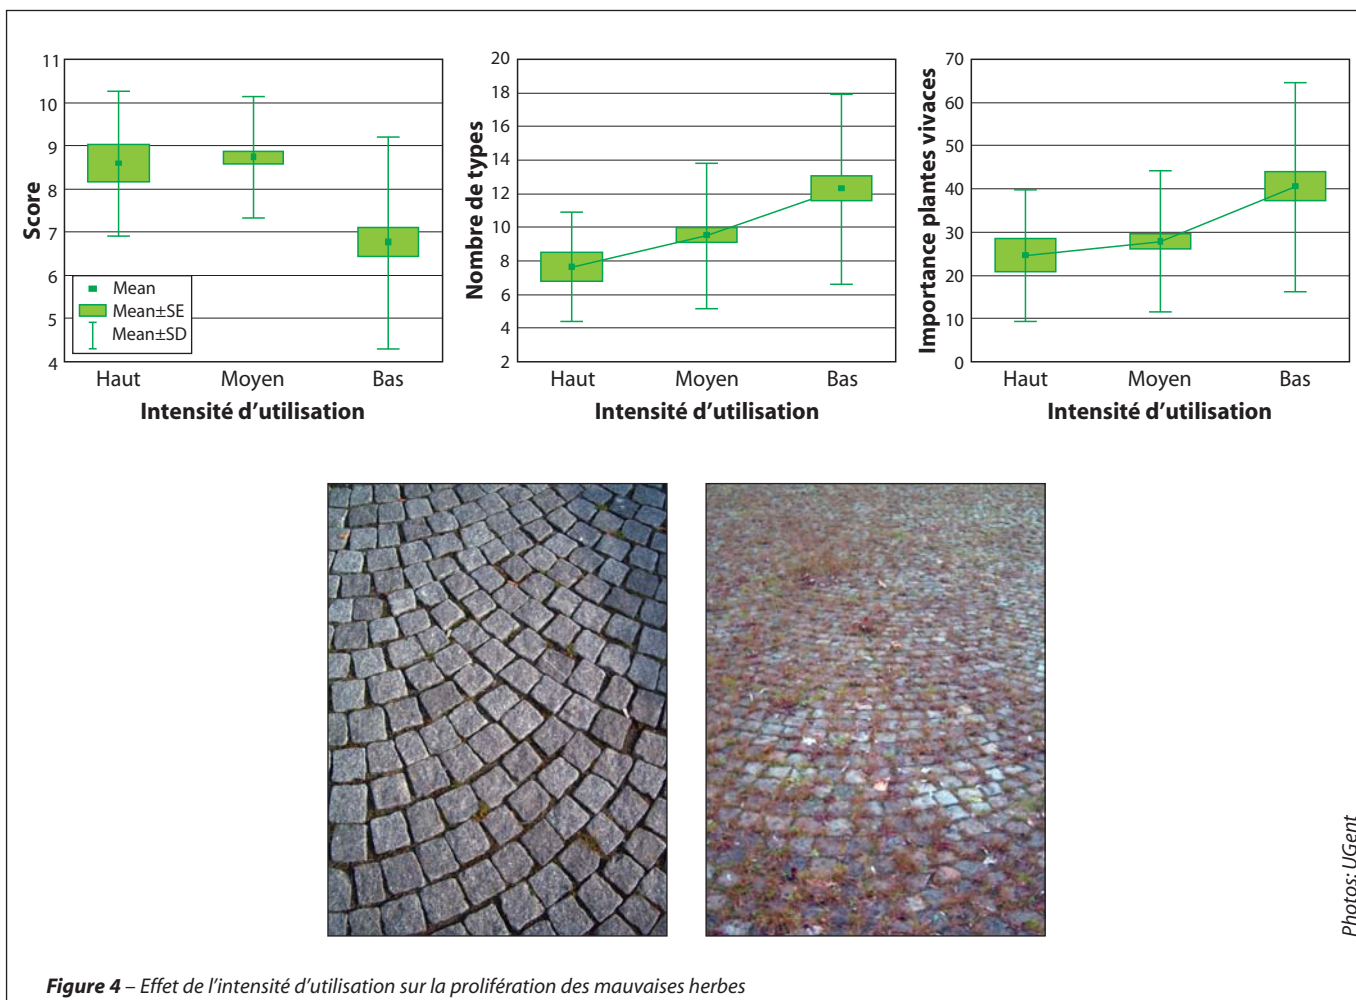 11
10
9
8
7
6
5
4
Score
Mean
Mean±SE
Mean±SD
Haut Moyen Bas
Intensité d'utilisation
20
18
16
14
12
10
8
6
4
2
Nombre de types
Haut Moyen Bas
Intensité d'utilisation
70
60
50
40
30
20
10
0
Importance plantes vivaces
Haut Moyen Bas
Intensité d'utilisation
Photos: UGent
Figure 4 – Effet de l'intensité d'utilisation sur la prolifération des mauvaises herbes